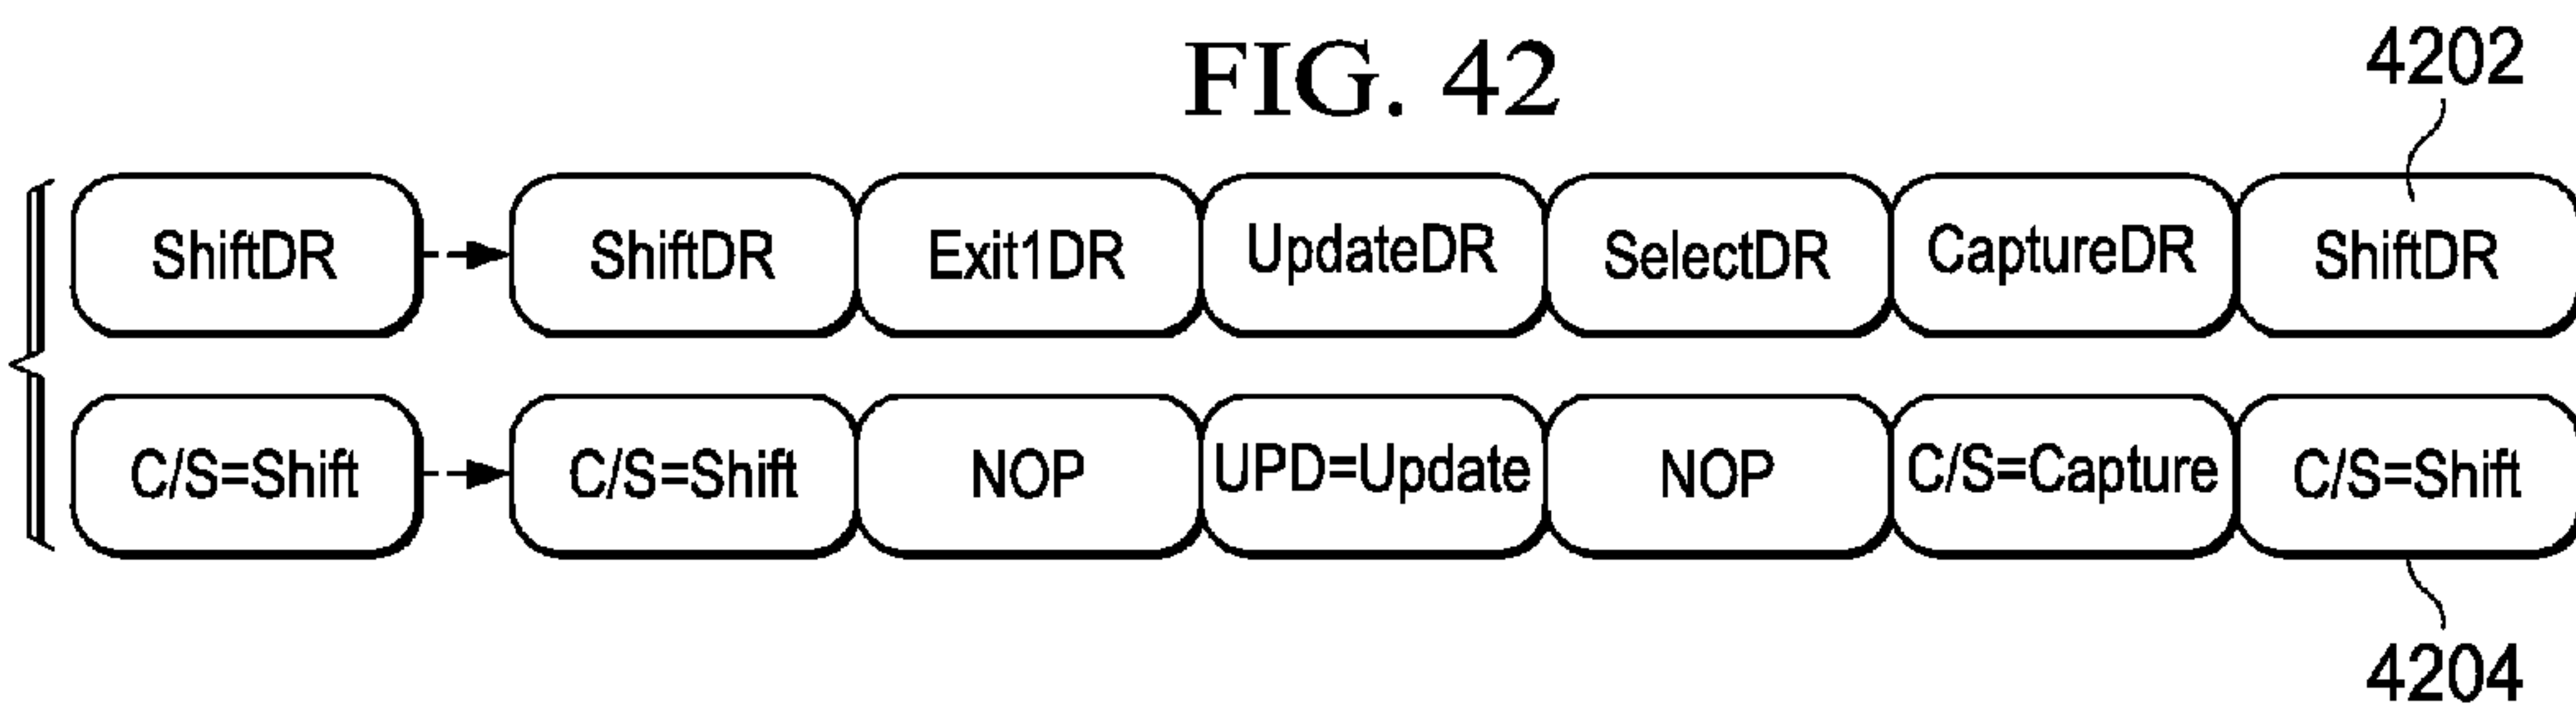 FIG. 42
4202
ShiftDR ShiftDR Exit1DR UpdateDR SelectDR CaptureDR ShiftDR
C/S=Shift C/S=Shift NOP UPD=Update NOP C/S=Capture C/S=Shift
4204